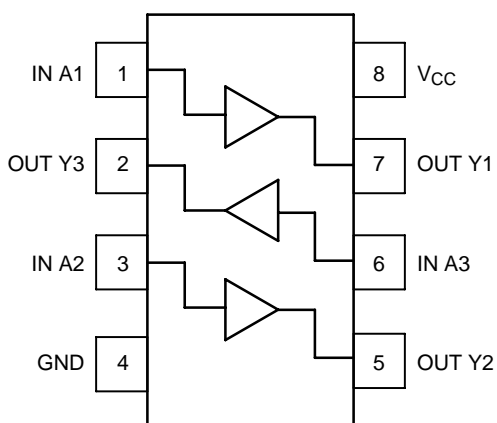 IN A1 1 8 VCC
OUT Y3 2 7 OUT Y1
IN A2 3 6 IN A3
GND 4 5 OUT Y2